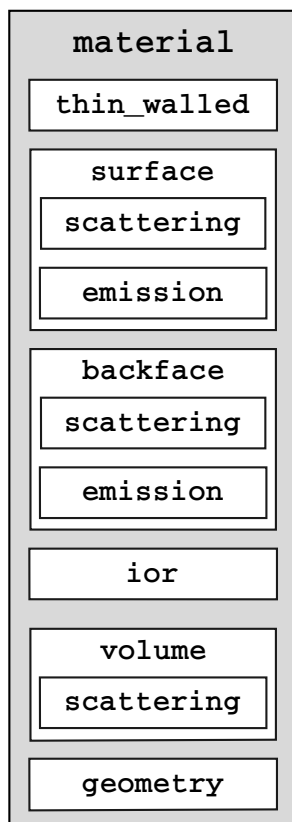 material
thin_walled
surface
scattering
emission
backface
scattering
emission
ior
volume
scattering
geometry